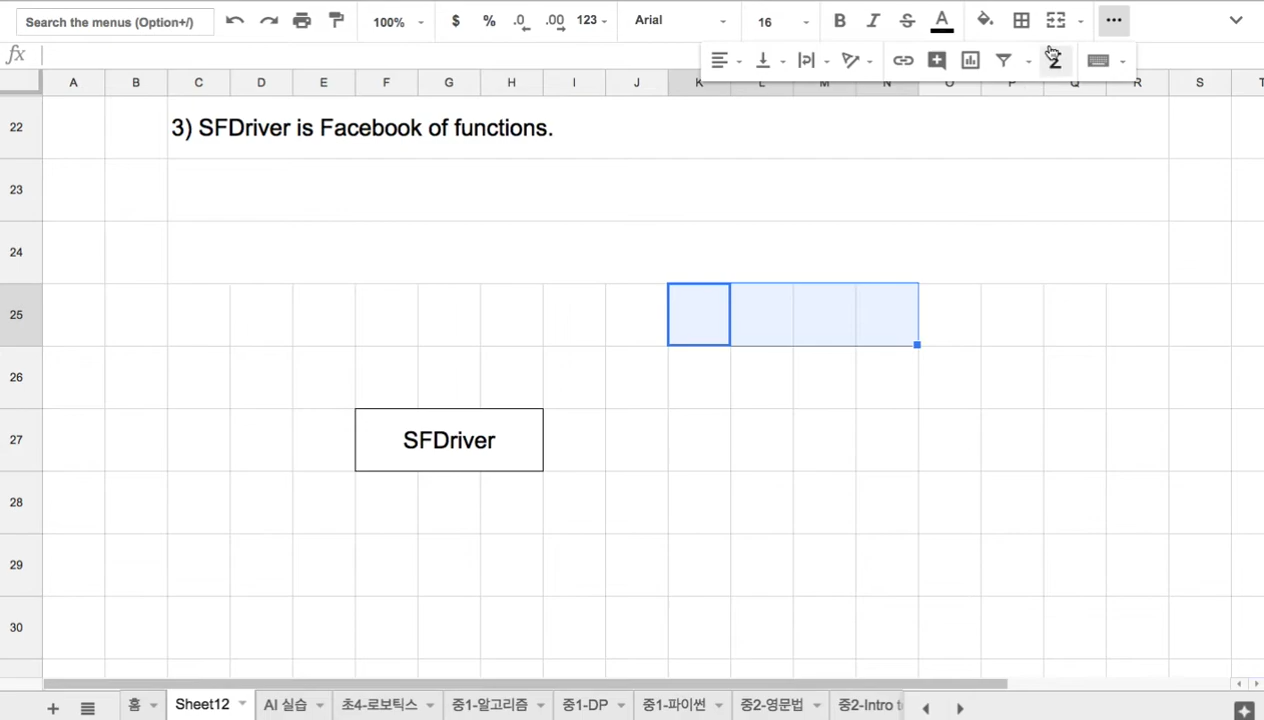 Search the menus (Option+/) 100% $ % .0 .00 123 Arial 16 B I S A
fx
A B C D E F G H I J K L M N O P Q R S T
22 3) SFDriver is Facebook of functions.
23
24
25
26
27 SFDriver
28
29
30
+ 홈 Sheet12 AI 실습 초4-로보틱스 중1-알고리즘 중1-DP 중1-파이썬 중2-영문법 중2-Intro t